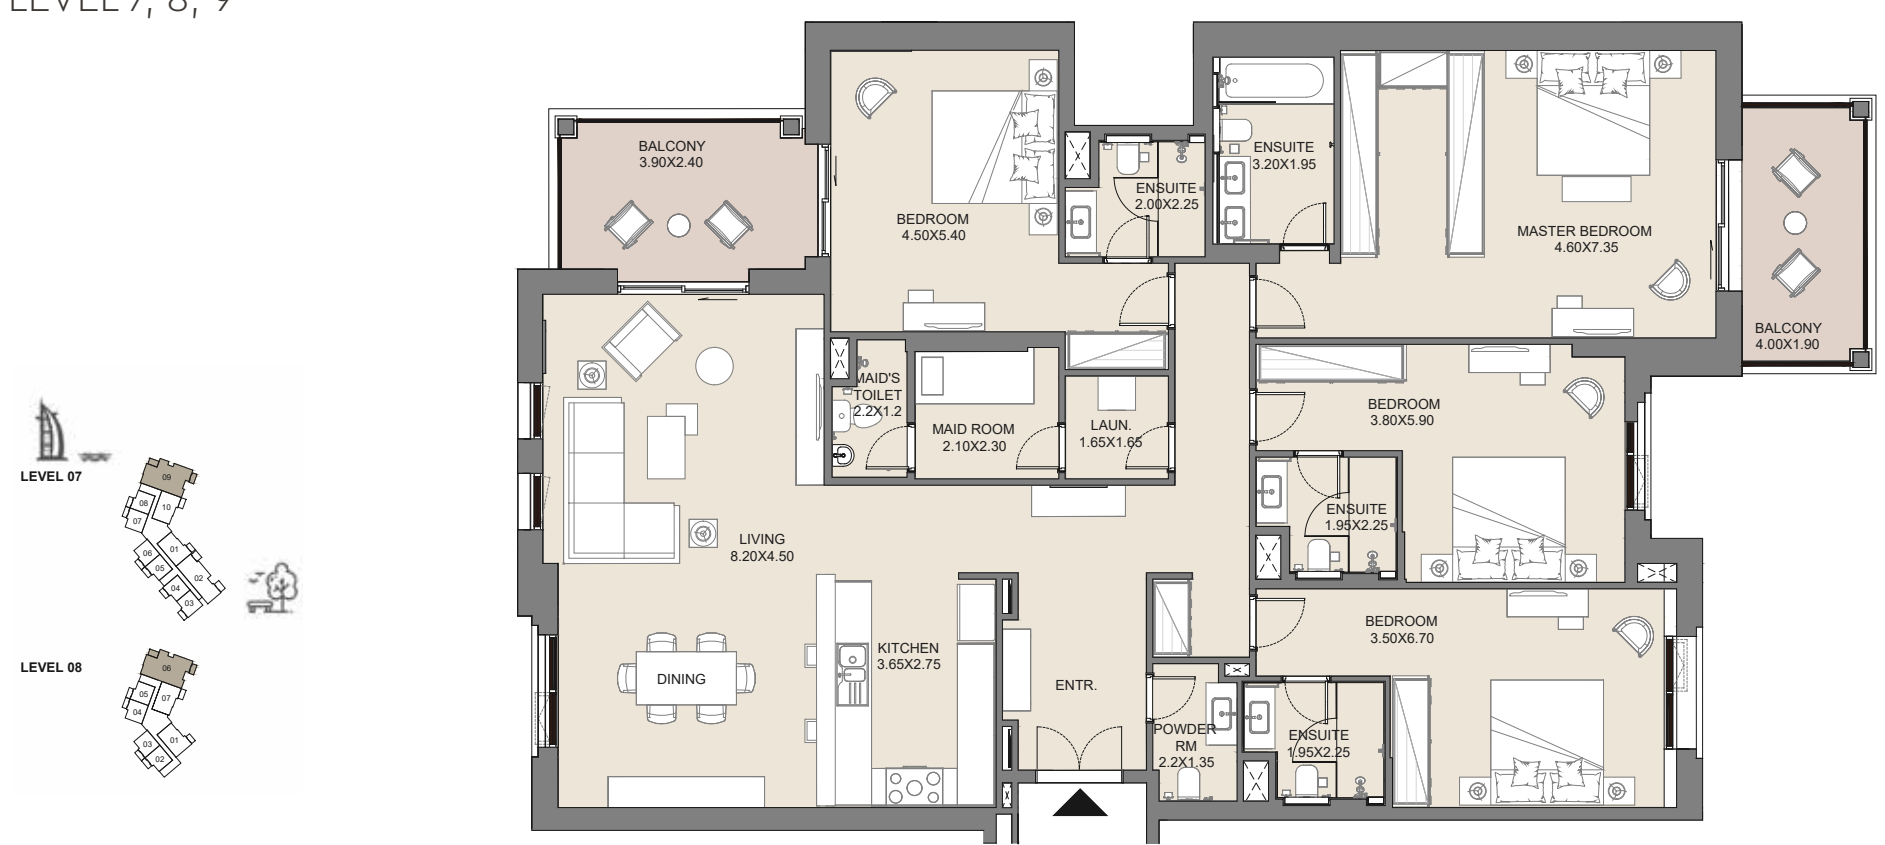 LEVEL 7, 8, 9
BALCONY
3.90X2.40
BEDROOM
4.50X5.40
ENSUITE
2.00X2.25
ENSUITE
3.20X1.95
MASTER BEDROOM
4.60X7.35
BALCONY
4.00X1.90
MAID'S
TOILET
2.2X1.2
MAID ROOM
2.10X2.30
LAUN.
1.65X1.65
BEDROOM
3.80X5.90
ENSUITE
1.95X2.25
LIVING
8.20X4.50
KITCHEN
3.65X2.75
DINING
ENTR.
BEDROOM
3.50X6.70
POWDER
RM
2.2X1.35
ENSUITE
1.95X2.25
LEVEL 07
09
08
10
07
06
01
05
02
04
03
LEVEL 08
06
05
07
04
03
01
02